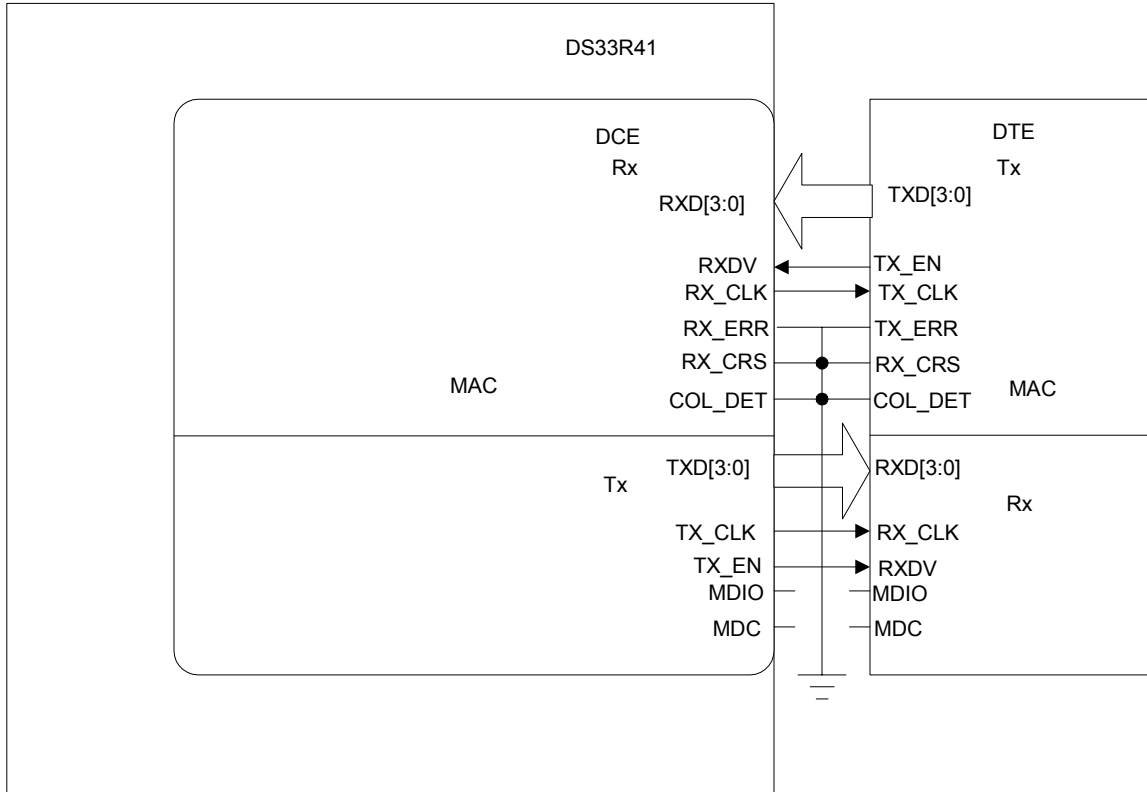 DS33R41
DCE
Rx
RXD[3:0]
RXDV
RX_CLK
RX_ERR
RX_CRS
COL_DET
MAC
TXD[3:0]
Tx
TX_CLK
TX_EN
MDIO
MDC
DTE
Tx
TXD[3:0]
TX_EN
TX_CLK
TX_ERR
RX_CRS
COL_DET
MAC
RXD[3:0]
Rx
RX_CLK
RXDV
MDIO
MDC